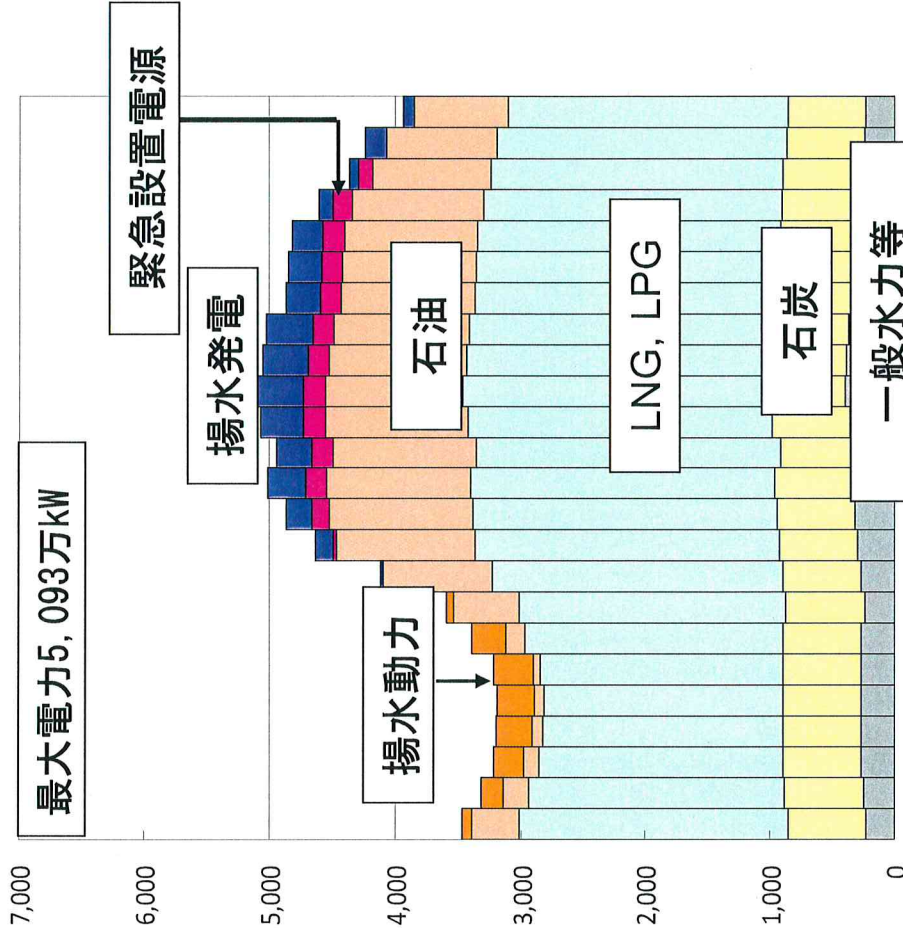 最大電力5,093万kW
緊急設置電源
揚水発電
石油
LNG, LPG
石炭
一般水力等
揚水動力
7,000
6,000
5,000
4,000
3,000
2,000
1,000
0